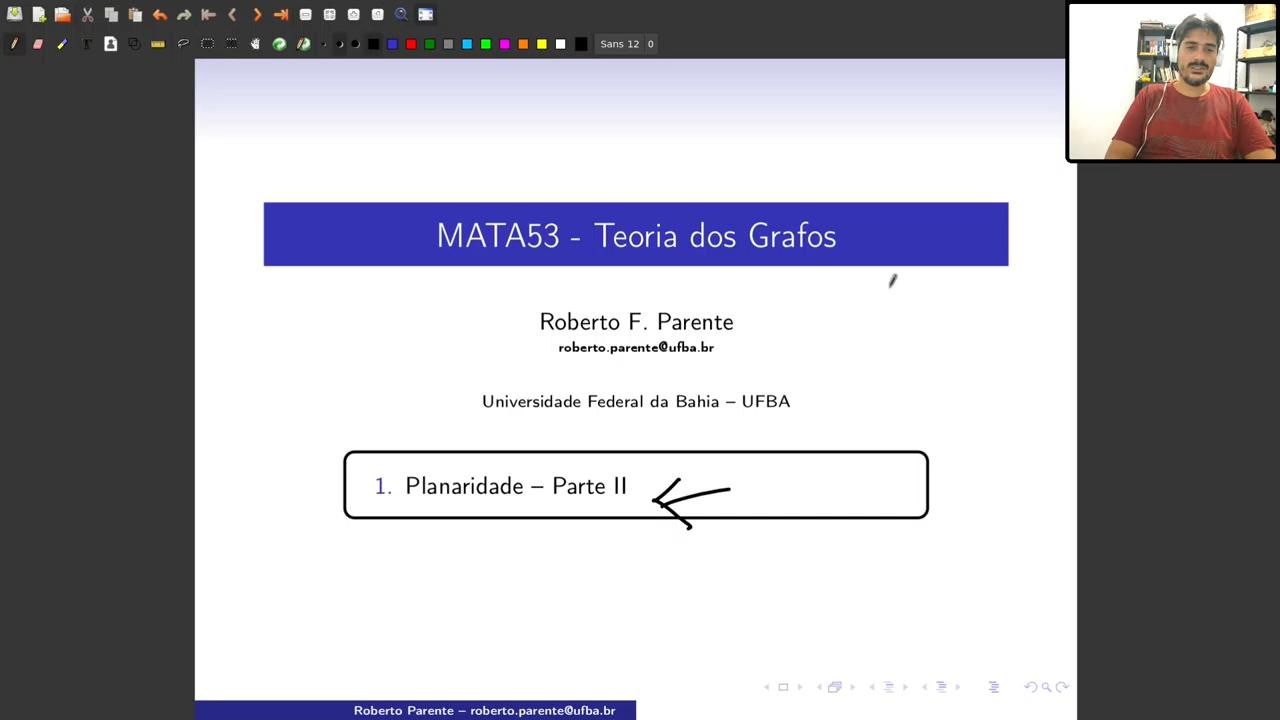 Sans 12 0
MATA53 - Teoria dos Grafos
Roberto F. Parente
roberto.parente@ufba.br
Universidade Federal da Bahia – UFBA
1. Planaridade – Parte II
Roberto Parente – roberto.parente@ufba.br